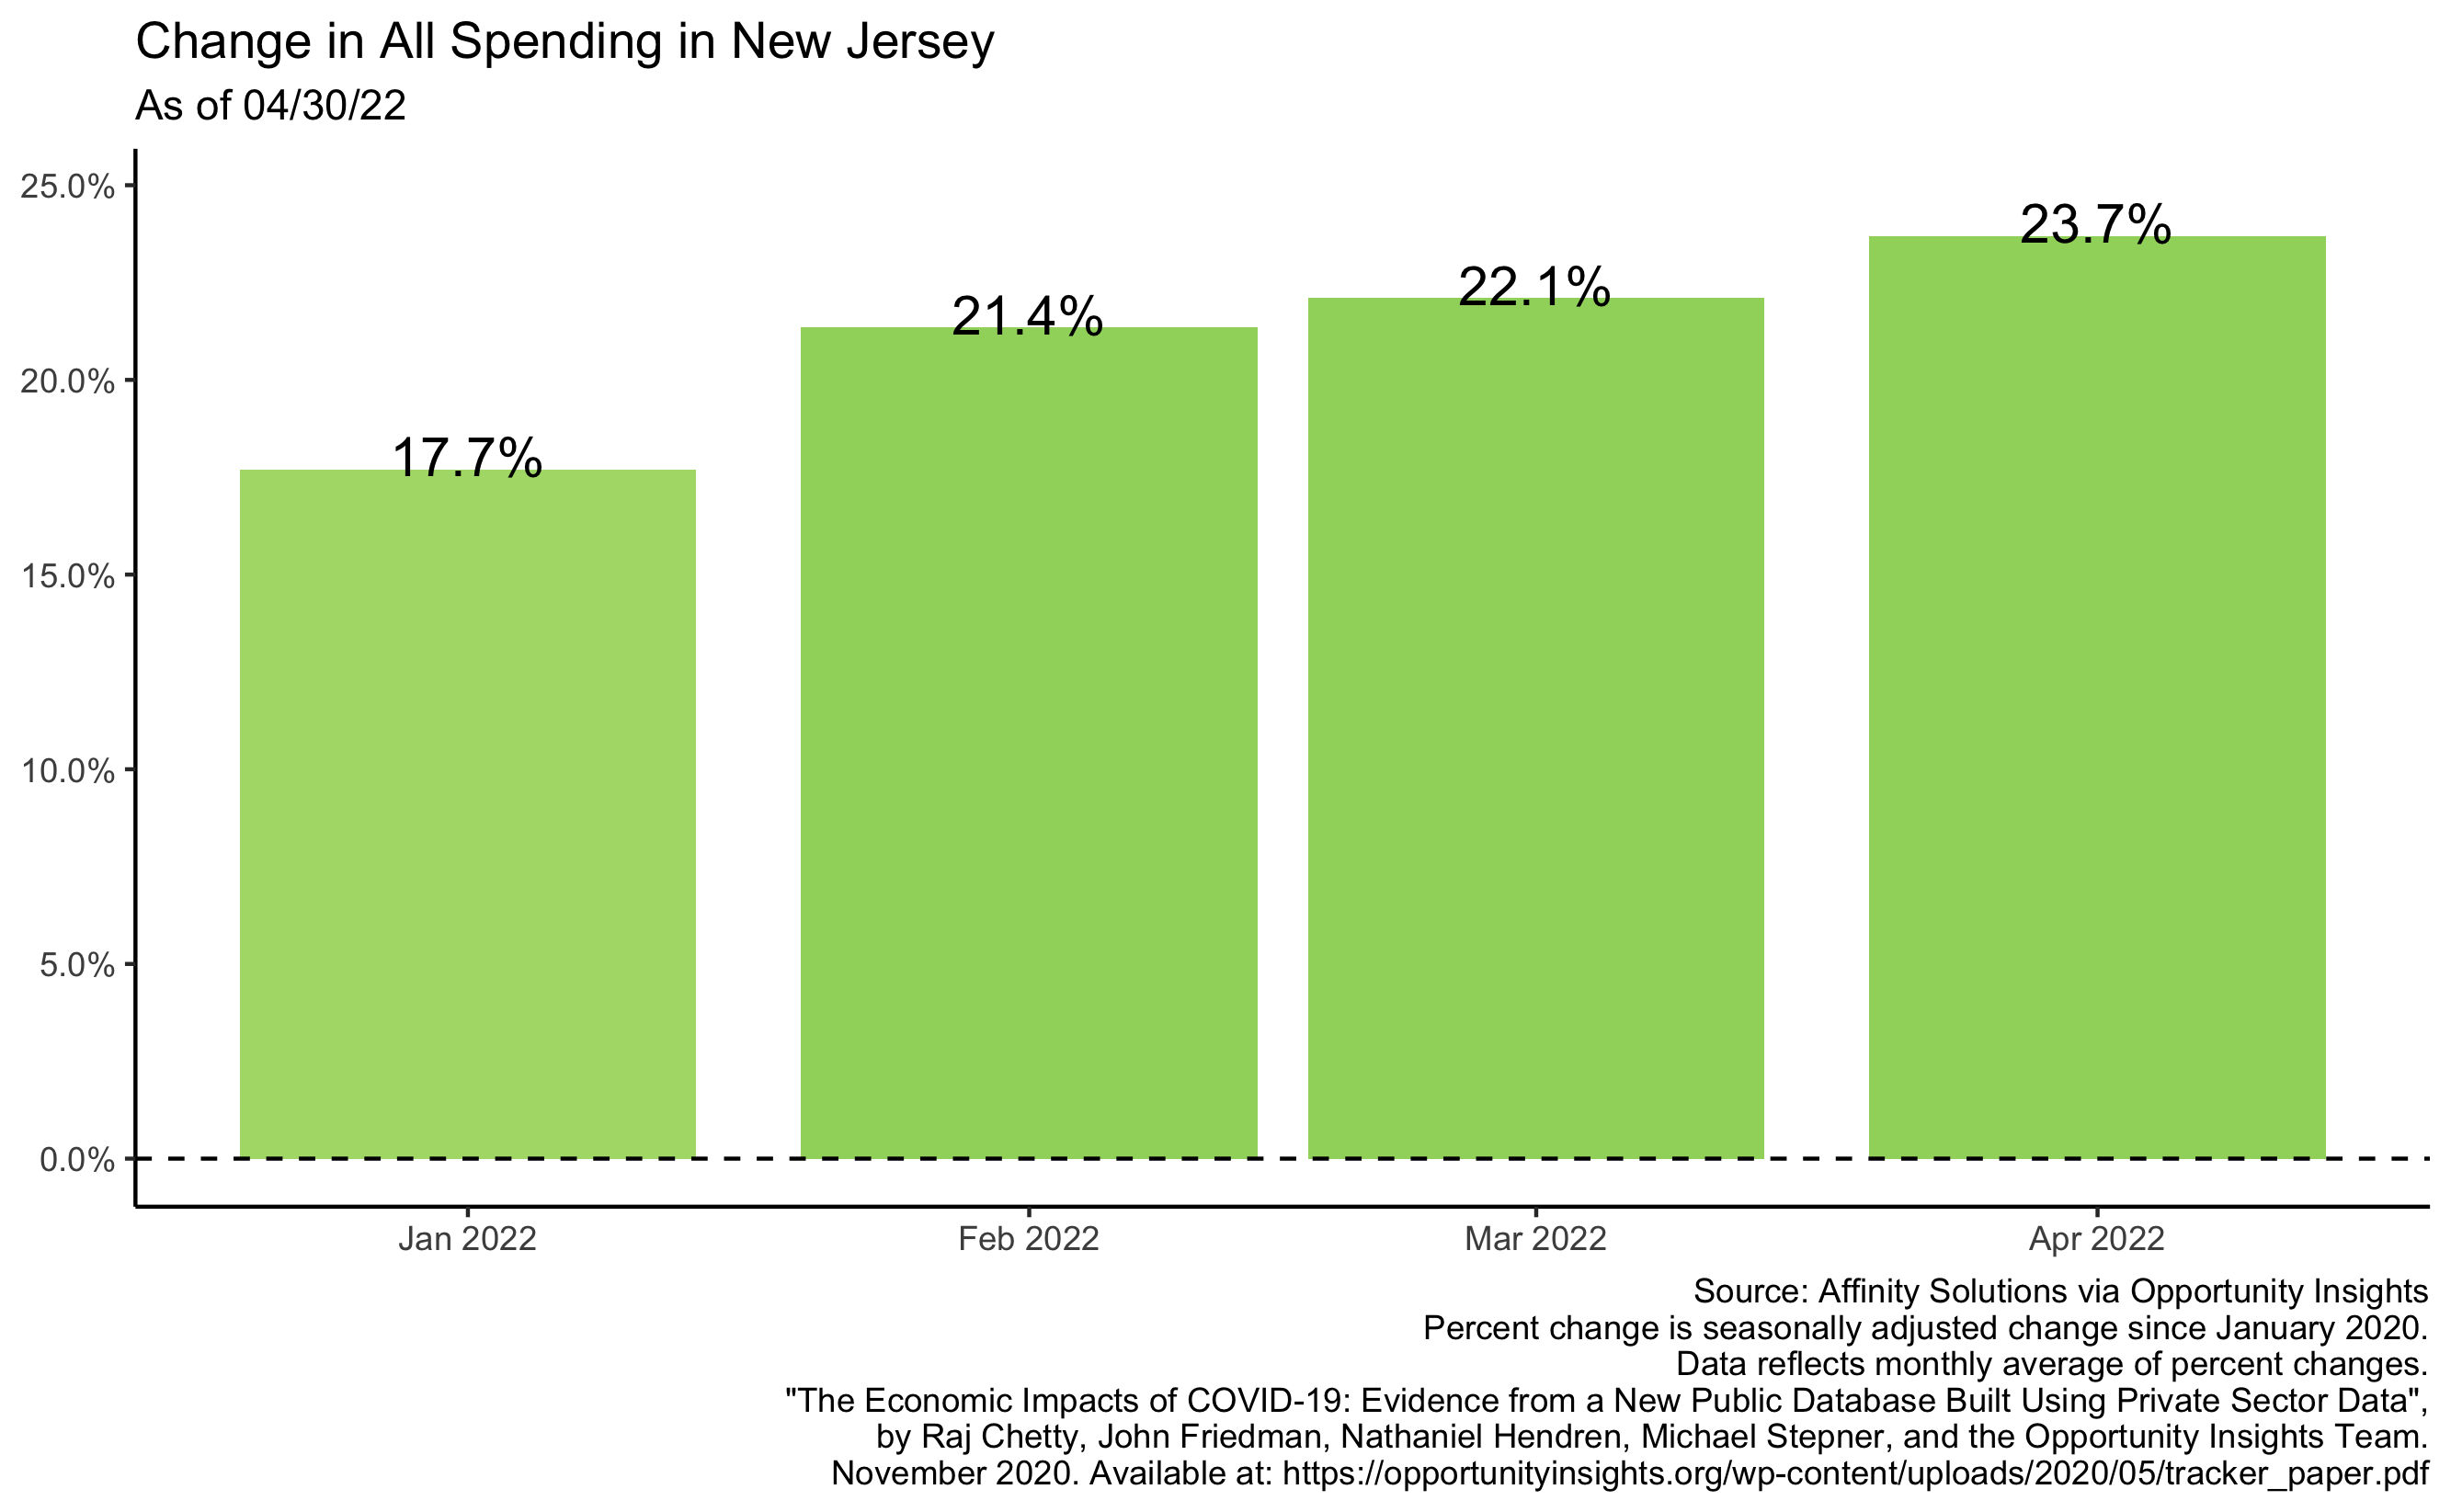 Change in All Spending in New Jersey
As of 04/30/22
25.0%
20.0%
15.0%
10.0%
5.0%
0.0%
17.7%
21.4%
22.1%
23.7%
Jan 2022
Feb 2022
Mar 2022
Apr 2022
Source: Affinity Solutions via Opportunity Insights
Percent change is seasonally adjusted change since January 2020.
Data reflects monthly average of percent changes.
"The Economic Impacts of COVID-19: Evidence from a New Public Database Built Using Private Sector Data",
by Raj Chetty, John Friedman, Nathaniel Hendren, Michael Stepner, and the Opportunity Insights Team.
November 2020. Available at: https://opportunityinsights.org/wp-content/uploads/2020/05/tracker_paper.pdf